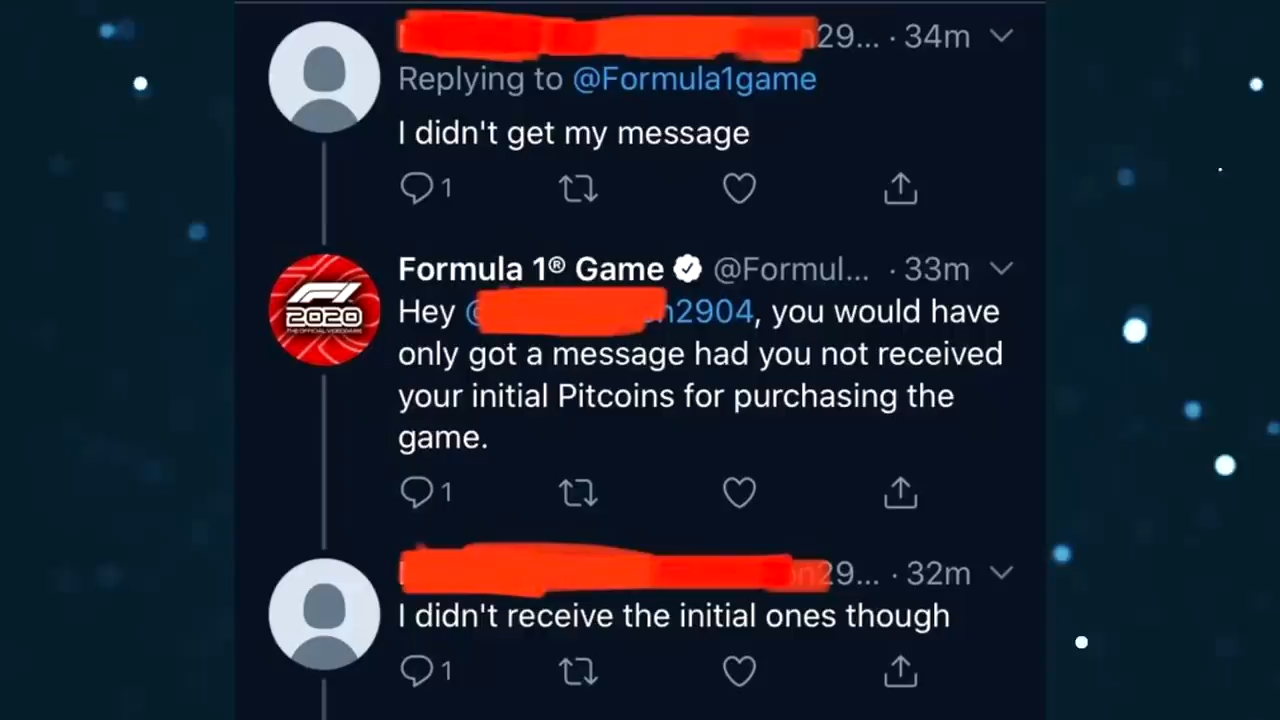 29... · 34m
Replying to @Formula1game
I didn't get my message
1
Formula 1® Game @Formul... · 33m
Hey @ n2904, you would have
only got a message had you not received
your initial Pitcoins for purchasing the
game.
1
F1
2020
THE OFFICIAL VIDEOGAME
n29... · 32m
I didn't receive the initial ones though
1